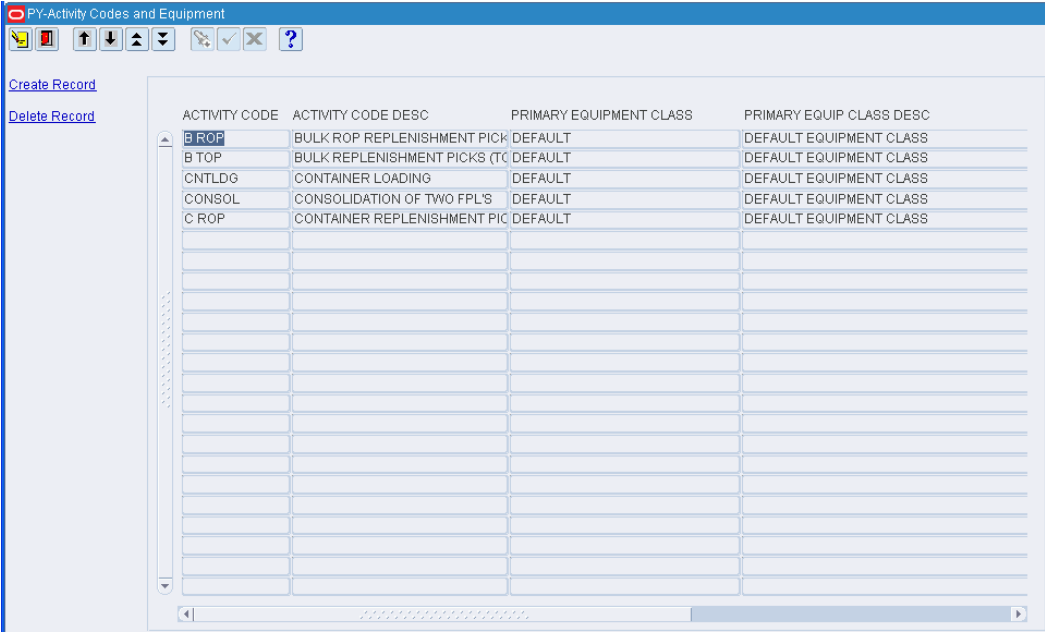 PY-Activity Codes and Equipment
?
Create Record
Delete Record
ACTIVITY CODE ACTIVITY CODE DESC PRIMARY EQUIPMENT CLASS PRIMARY EQUIP CLASS DESC
B ROP BULK ROP REPLENISHMENT PICK DEFAULT DEFAULT EQUIPMENT CLASS
B TOP BULK REPLENISHMENT PICKS (TO DEFAULT DEFAULT EQUIPMENT CLASS
CNTLDG CONTAINER LOADING DEFAULT DEFAULT EQUIPMENT CLASS
CONSOL CONSOLIDATION OF TWO FPL'S DEFAULT DEFAULT EQUIPMENT CLASS
C ROP CONTAINER REPLENISHMENT PIC DEFAULT DEFAULT EQUIPMENT CLASS